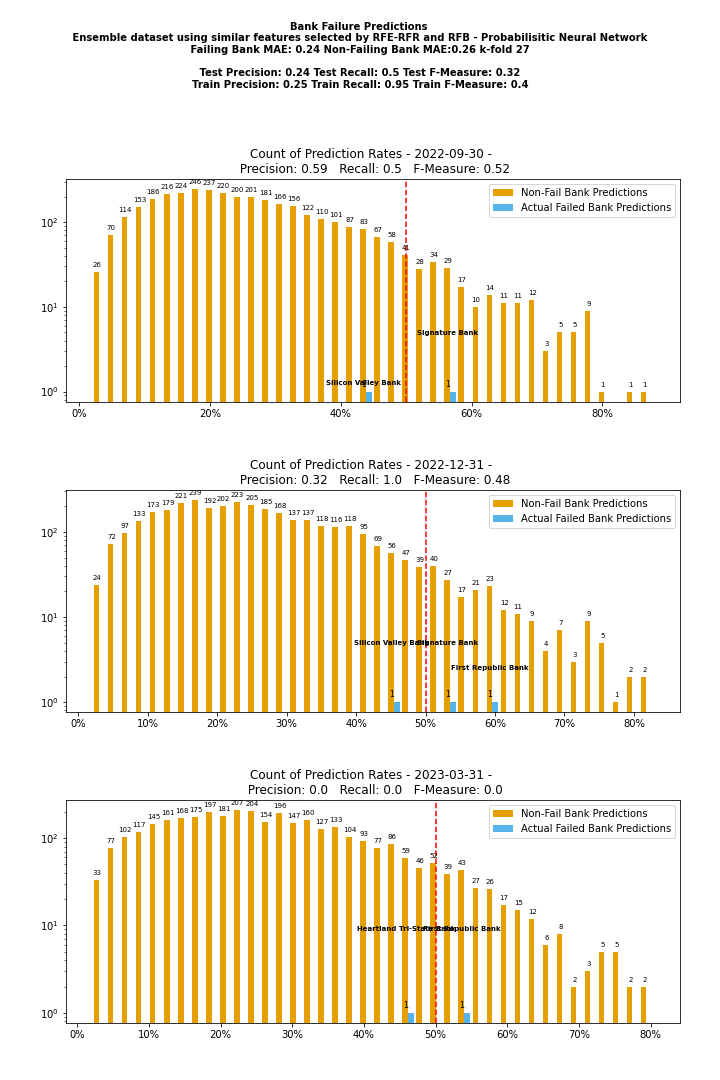 Bank Failure Predictions
Ensemble dataset using similar features selected by RFE-RFR and RFB - Probabilisitic Neural Network
Failing Bank MAE: 0.24 Non-Failing Bank MAE:0.26 k-fold 27
Test Precision: 0.24 Test Recall: 0.5 Test F-Measure: 0.32
Train Precision: 0.25 Train Recall: 0.95 Train F-Measure: 0.4
Count of Prediction Rates - 2022-09-30 -
Precision: 0.59 Recall: 0.5 F-Measure: 0.52
Non-Fail Bank Predictions
Actual Failed Bank Predictions
26 70 114 153 186 216 224 246 237 220 200 201 181 166 156 122 110 101 87 83 67 58 41 28 34 29 17 10 14 11 11 12 3 5 5 9 1 1 1
Signature Bank
Silicon Valley Bank
1 1
10² 10¹ 10⁰
0% 20% 40% 60% 80%
Count of Prediction Rates - 2022-12-31 -
Precision: 0.32 Recall: 1.0 F-Measure: 0.48
Non-Fail Bank Predictions
Actual Failed Bank Predictions
24 72 97 133 173 179 221 239 192 202 223 205 185 168 137 137 118 116 118 95 69 56 47 39 40 27 17 21 23 12 11 9 4 7 3 9 5 1 2 2
Silicon Valley Bank Signature Bank
First Republic Bank
1 1 1
10² 10¹ 10⁰
0% 10% 20% 30% 40% 50% 60% 70% 80%
Count of Prediction Rates - 2023-03-31 -
Precision: 0.0 Recall: 0.0 F-Measure: 0.0
Non-Fail Bank Predictions
Actual Failed Bank Predictions
33 77 102 117 145 161 168 175 197 181 207 204 154 196 147 160 127 133 104 93 77 86 59 46 52 39 43 27 26 17 15 12 6 8 2 3 5 5 2 2
Heartland Tri-State Bank First Republic Bank
1 1
10² 10¹ 10⁰
0% 10% 20% 30% 40% 50% 60% 70% 80%